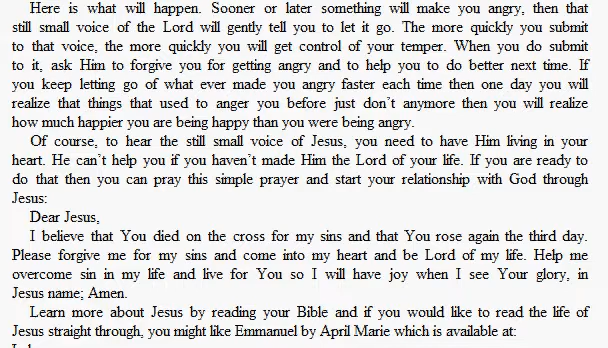 Here is what will happen. Sooner or later something will make you angry, then that
still small voice of the Lord will gently tell you to let it go. The more quickly you submit
to that voice, the more quickly you will get control of your temper. When you do submit
to it, ask Him to forgive you for getting angry and to help you to do better next time. If
you keep letting go of what ever made you angry faster each time then one day you will
realize that things that used to anger you before just don't anymore then you will realize
how much happier you are being happy than you were being angry.
Of course, to hear the still small voice of Jesus, you need to have Him living in your
heart. He can't help you if you haven't made Him the Lord of your life. If you are ready to
do that then you can pray this simple prayer and start your relationship with God through
Jesus:
Dear Jesus,
I believe that You died on the cross for my sins and that You rose again the third day.
Please forgive me for my sins and come into my heart and be Lord of my life. Help me
overcome sin in my life and live for You so I will have joy when I see Your glory, in
Jesus name; Amen.
Learn more about Jesus by reading your Bible and if you would like to read the life of
Jesus straight through, you might like Emmanuel by April Marie which is available at: